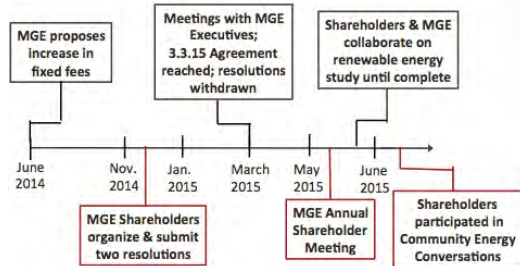 MGE proposes
increase in
fixed fees
Meetings with MGE
Executives;
3.3.15 Agreement
reached; resolutions
withdrawn
Shareholders & MGE
collaborate on
renewable energy
study until complete
June
2014
Nov.
2014
Jan.
2015
March
2015
May
2015
June
2015
MGE Shareholders
organize & submit
two resolutions
MGE Annual
Shareholder
Meeting
Shareholders
participated in
Community Energy
Conversations